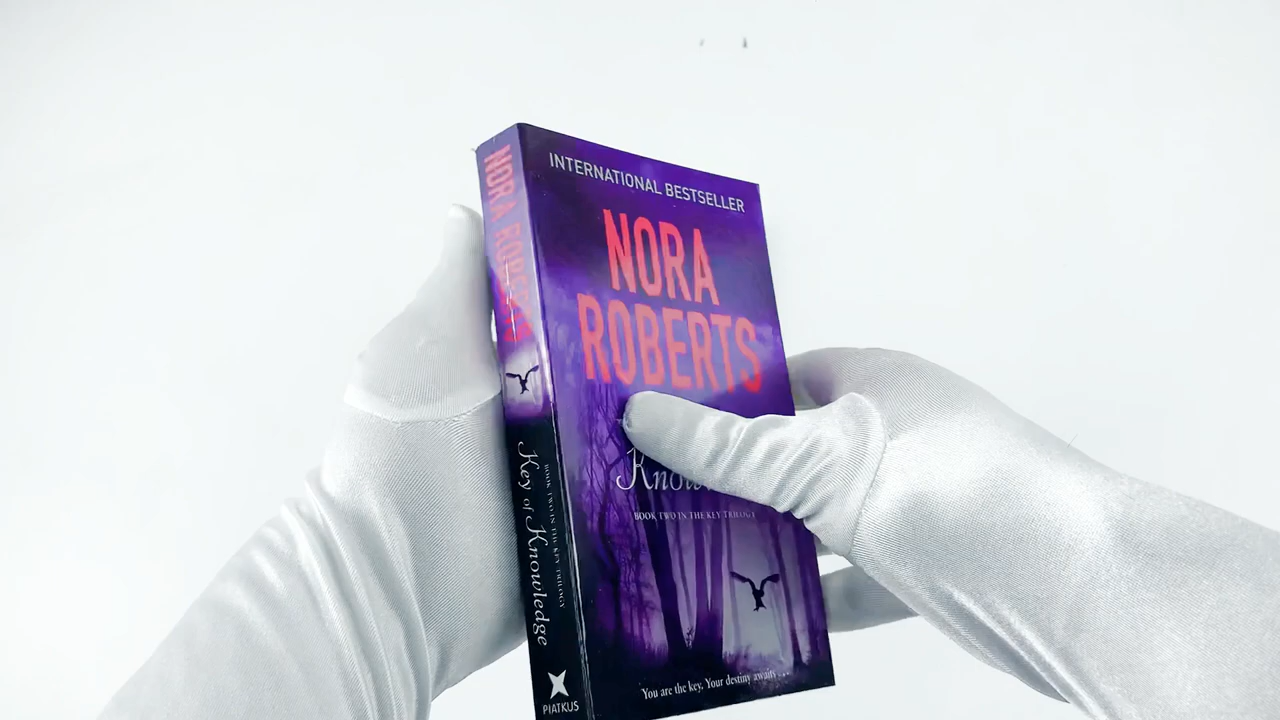 INTERNATIONAL BESTSELLER
NORA
ROBERTS
BOOK TWO IN THE KEY TRILOGY
You are the key. Your destiny awaits . . .
NORA ROBERTS
BOOK TWO IN THE KEY TRILOGY
Key of Knowledge
PIATKUS